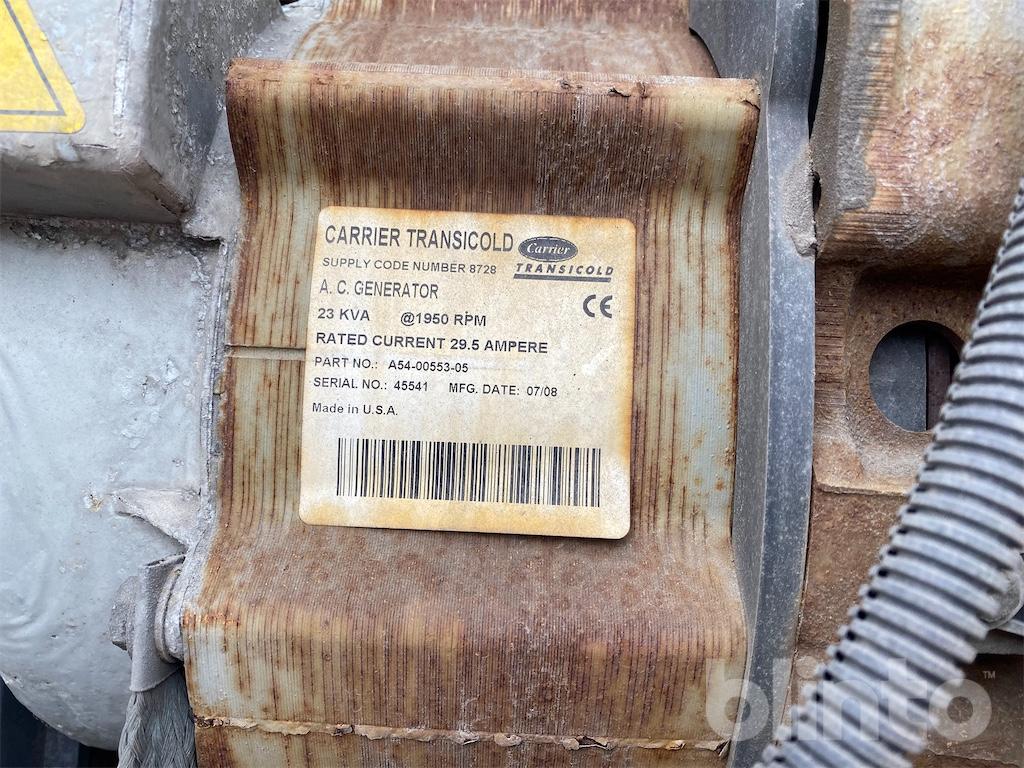 CARRIER TRANSICOLD
Carrier
TRANSICOLD
SUPPLY CODE NUMBER 8728
A. C. GENERATOR
CE
23 KVA @1950 RPM
RATED CURRENT 29.5 AMPERE
PART NO.: A54-00553-05
SERIAL NO.: 45541 MFG. DATE: 07/08
Made in U.S.A.
blinto™